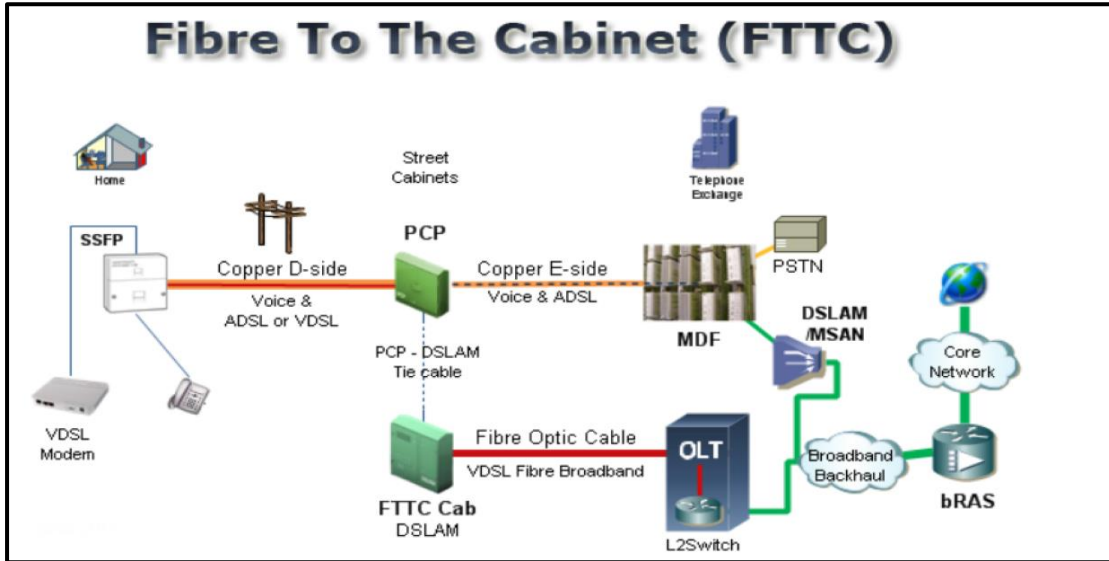 Fibre To The Cabinet (FTTC)
Home
Street
Cabinets
Telephone
Exchange
SSFP
PCP
PSTN
Copper D-side
Voice &
ADSL or VDSL
Copper E-side
Voice & ADSL
MDF
DSLAM
/MSAN
Core
Network
PCP - DSLAM
Tie cable
VDSL
Modem
Fibre Optic Cable
VDSL Fibre Broadband
OLT
Broadband
Backhaul
bRAS
FTTC Cab
DSLAM
L2Switch